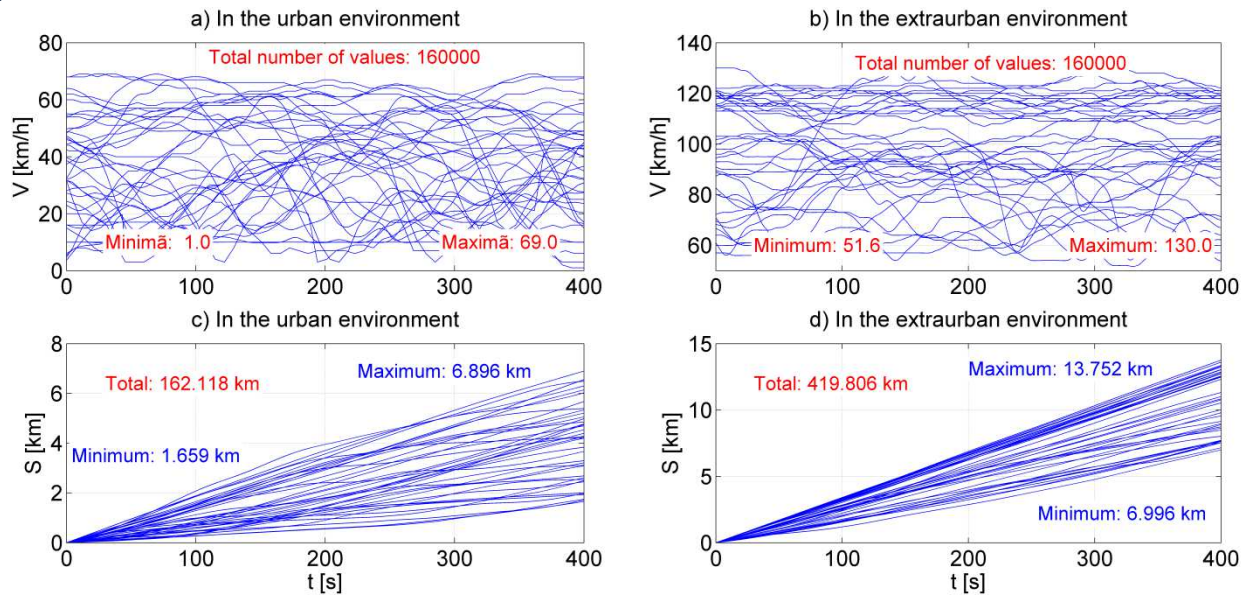 a) In the urban environment
80
60
40
20
0
V [km/h]
Total number of values: 160000
Minimã: 1.0
Maximã: 69.0
0
100
200
300
400
b) In the extraurban environment
140
120
100
80
60
V [km/h]
Total number of values: 160000
Minimum: 51.6
Maximum: 130.0
0
100
200
300
400
c) In the urban environment
8
6
4
2
0
S [km]
Total: 162.118 km
Maximum: 6.896 km
Minimum: 1.659 km
0
100
200
300
400
t [s]
d) In the extraurban environment
15
10
5
0
S [km]
Total: 419.806 km
Maximum: 13.752 km
Minimum: 6.996 km
0
100
200
300
400
t [s]